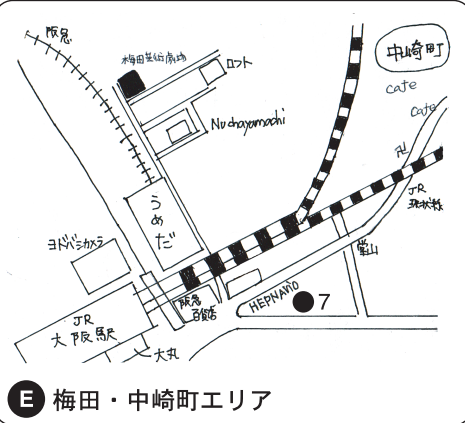 阪急
梅田芸術劇場
ロフト
中崎町
cafe
cafe
Nuchayamachi
卍
JR
環状線
うめだ
ヨドバシカメラ
堂山
HEPNAVIO
7
阪急
百貨店
JR
大阪駅
大丸
E 梅田・中崎町エリア